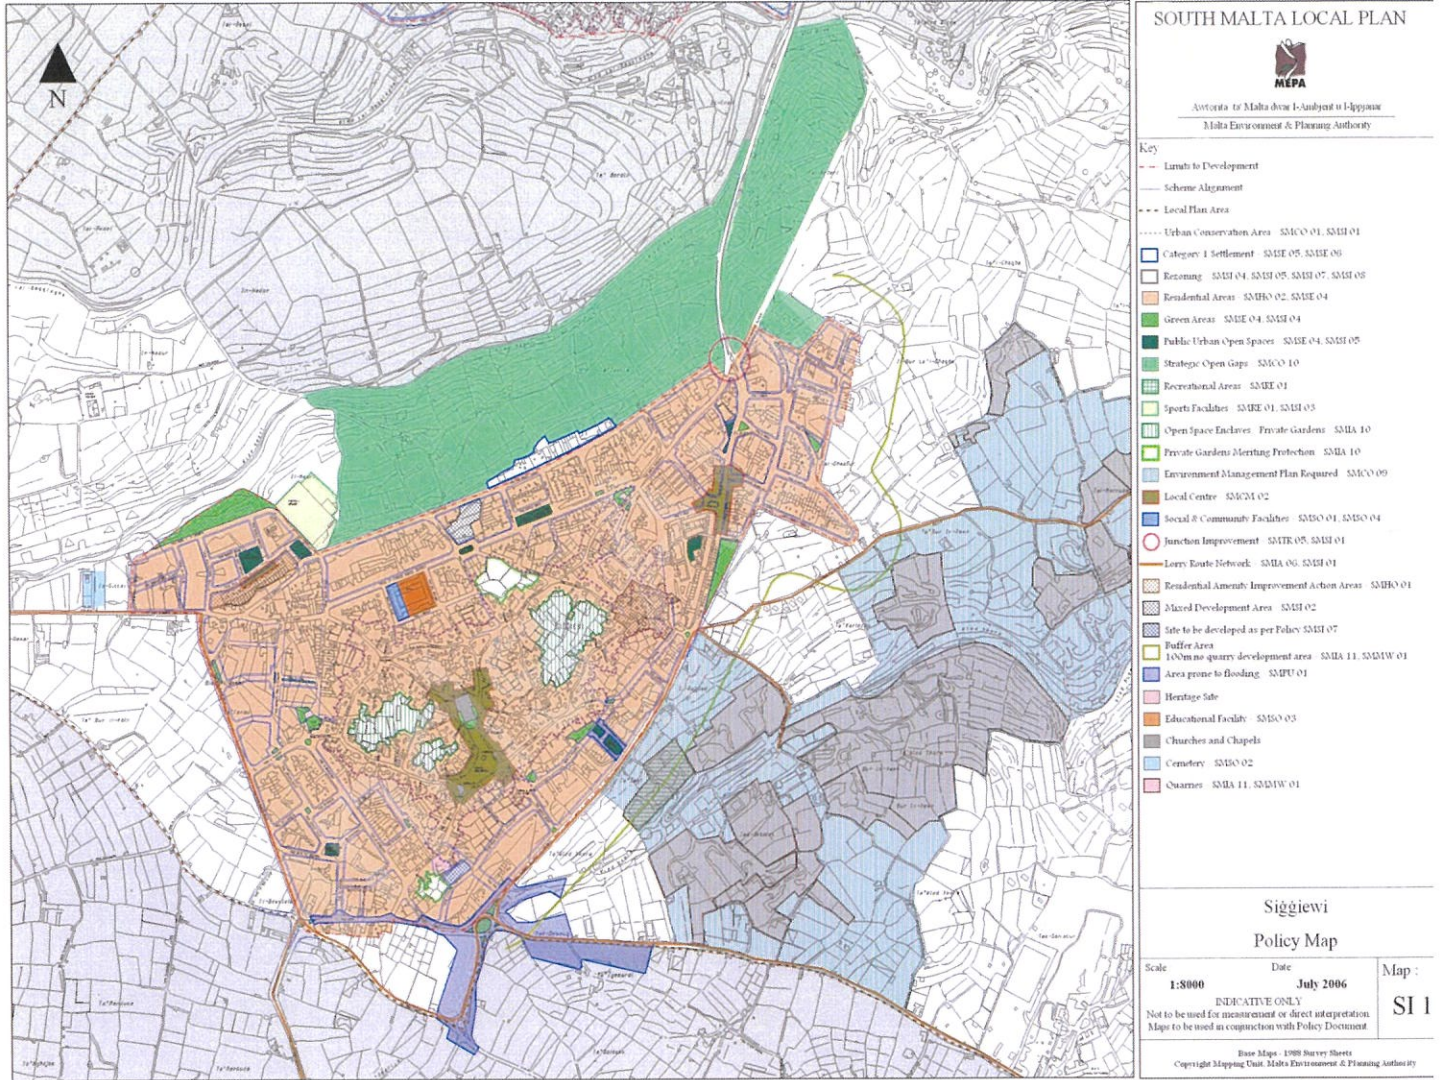 N
SOUTH MALTA LOCAL PLAN
MEPA
Awtorita' ta' Malta dwar l-Ambjent u l-Ippjanar
Malta Environment & Planning Authority
Key
Limits to Development
Scheme Alignment
Local Plan Area
Urban Conservation Area SMCO 01, SMSI 01
Category 1 Settlement SMSE 05, SMSE 06
Rezoning SMSI 04, SMSI 05, SMSI 07, SMSI 08
Residential Areas SMHO 02, SMSE 04
Green Areas SMSE 04, SMSI 04
Public Urban Open Spaces SMSE 04, SMSI 05
Strategic Open Gaps SMCO 10
Recreational Areas SMRE 01
Sports Facilities SMRE 01, SMSI 03
Open Space Enclaves Private Gardens SMIA 10
Private Gardens Meriting Protection SMIA 10
Environment Management Plan Required SMCO 09
Local Centre SMCM 02
Social & Community Facilities SMSO 01, SMSO 04
Junction Improvement SMTR 05, SMSI 01
Lorry Route Network SMIA 06, SMSI 01
Residential Amenity Improvement Action Areas SMHO 01
Mixed Development Area SMSI 02
Site to be developed as per Policy SMSI 07
Buffer Area
100m no quarry development area SMIA 11, SMMW 01
Area prone to flooding SMPU 01
Heritage Site
Educational Facility SMSO 03
Churches and Chapels
Cemetery SMSO 02
Quarries SMIA 11, SMMW 01
Siġġiewi
Policy Map
Scale
1:8000
Date
July 2006
INDICATIVE ONLY
Not to be used for measurement or direct interpretation
Maps to be used in conjunction with Policy Document
Map :
SI 1
Base Maps - 1988 Survey Sheets
Copyright Mapping Unit, Malta Environment & Planning Authority